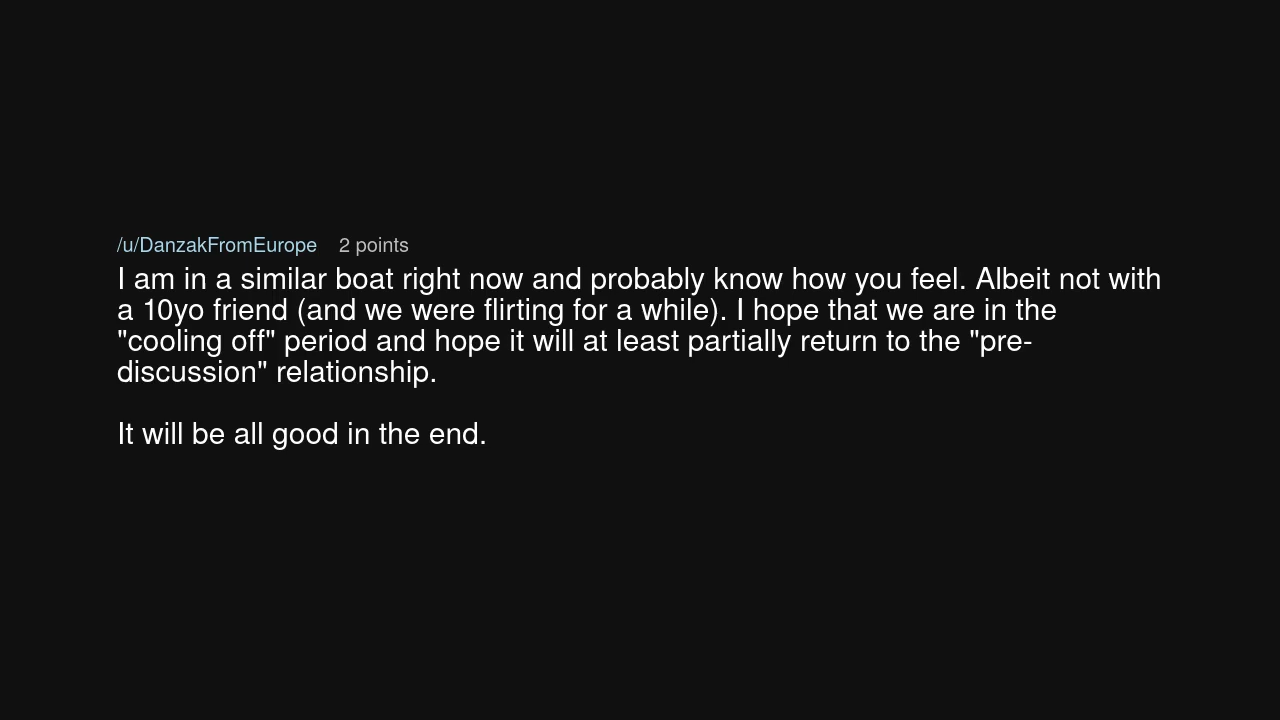 /u/DanzakFromEurope 2 points
I am in a similar boat right now and probably know how you feel. Albeit not with
a 10yo friend (and we were flirting for a while). I hope that we are in the
"cooling off" period and hope it will at least partially return to the "pre-
discussion" relationship.
It will be all good in the end.